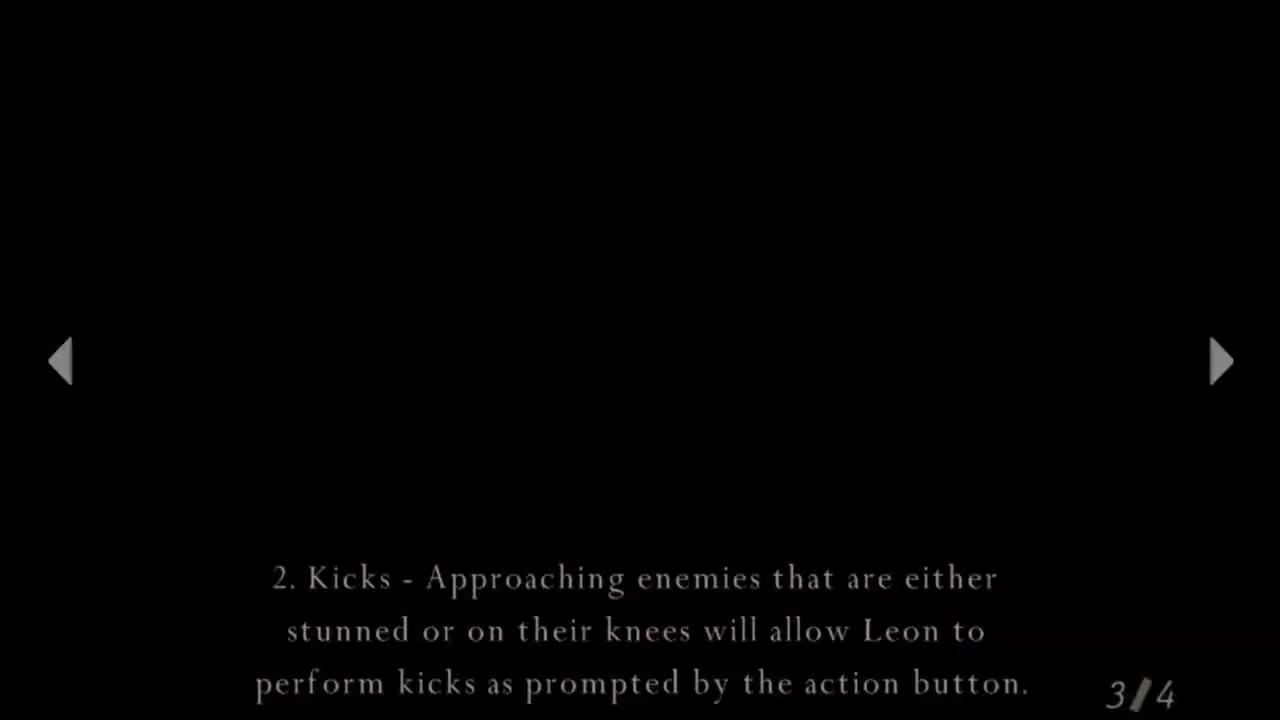 2. Kicks - Approaching enemies that are either
stunned or on their knees will allow Leon to
perform kicks as prompted by the action button.
3/4